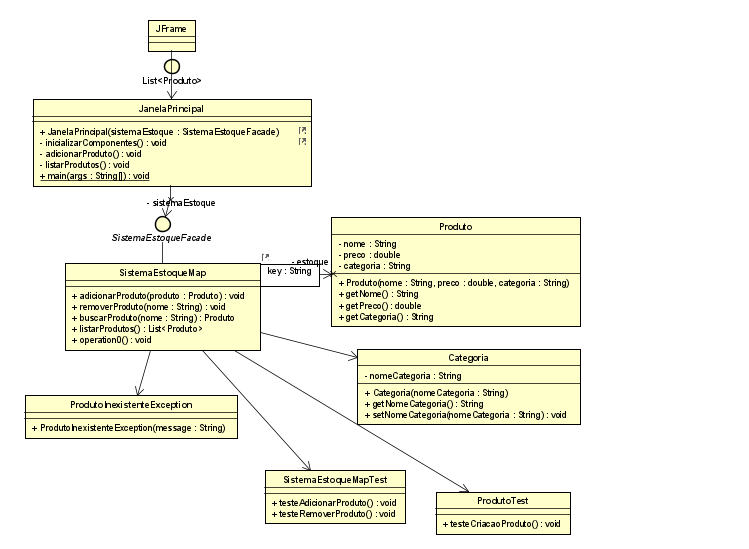 JFrame
List<Produto>
JanelaPrincipal
+ JanelaPrincipal(sistemaEstoque : SistemaEstoqueFacade)
- inicializarComponentes() : void
- adicionarProduto() : void
- listarProdutos() : void
+ main(args : String[]) : void
- sistemaEstoque
SistemaEstoqueFacade
SistemaEstoqueMap
+ adicionarProduto(produto : Produto) : void
+ removerProduto(nome : String) : void
+ buscarProduto(nome : String) : Produto
+ listarProdutos() : List<Produto>
+ operation0() : void
- estoque
key : String
Produto
- nome : String
- preco : double
- categoria : String
+ Produto(nome : String, preco : double, categoria : String)
+ getNome() : String
+ getPreco() : double
+ getCategoria() : String
Categoria
- nomeCategoria : String
+ Categoria(nomeCategoria : String)
+ getNomeCategoria() : String
+ setNomeCategoria(nomeCategoria : String) : void
ProdutoInexistenteException
+ ProdutoInexistenteException(message : String)
SistemaEstoqueMapTest
+ testeAdicionarProduto() : void
+ testeRemoverProduto() : void
ProdutoTest
+ testeCriacaoProduto() : void